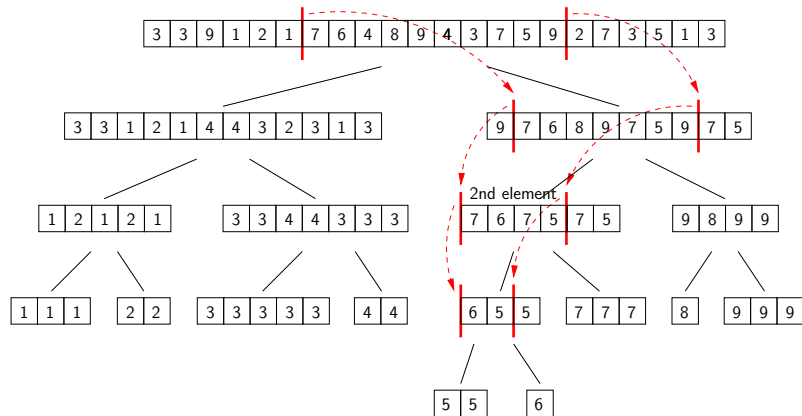 3 3 9 1 2 1 7 6 4 8 9 4 3 7 5 9 2 7 3 5 1 3
3 3 1 2 1 4 4 3 2 3 1 3 9 7 6 8 9 7 5 9 7 5
2nd element
1 2 1 2 1 3 3 4 4 3 3 3 7 6 7 5 7 5 9 8 9 9
1 1 1 2 2 3 3 3 3 3 4 4 6 5 5 7 7 7 8 9 9 9
5 5 6